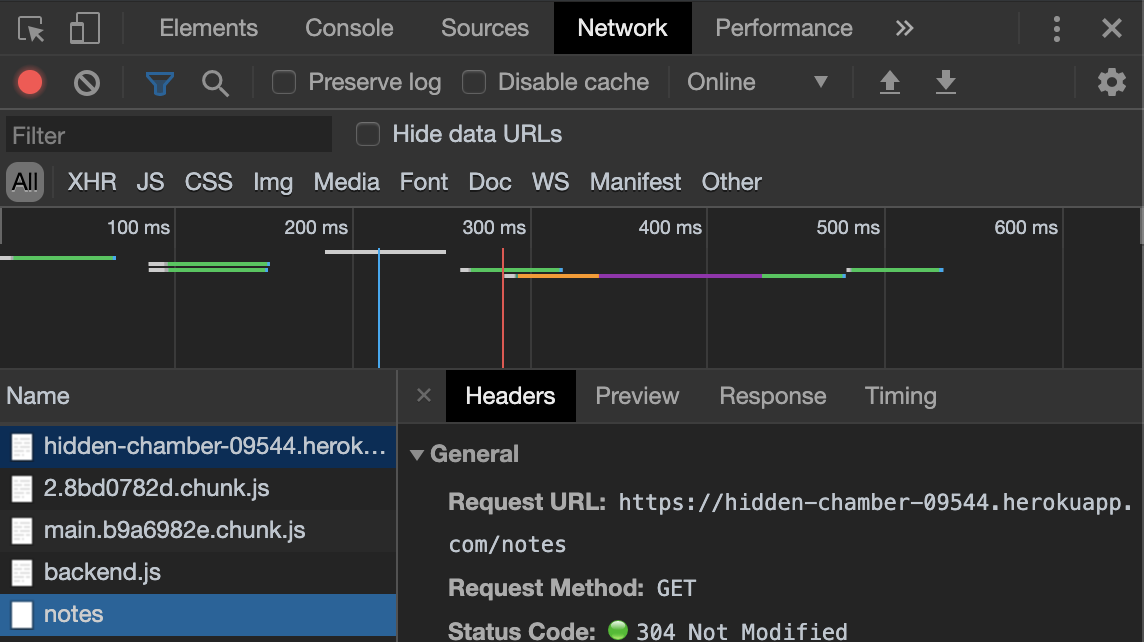 Elements Console Sources Network Performance »
Preserve log Disable cache Online
Filter Hide data URLs
All XHR JS CSS Img Media Font Doc WS Manifest Other
100 ms 200 ms 300 ms 400 ms 500 ms 600 ms
Name
hidden-chamber-09544.herok…
2.8bd0782d.chunk.js
main.b9a6982e.chunk.js
backend.js
notes
Headers Preview Response Timing
General
Request URL: https://hidden-chamber-09544.herokuapp.
com/notes
Request Method: GET
Status Code: 304 Not Modified